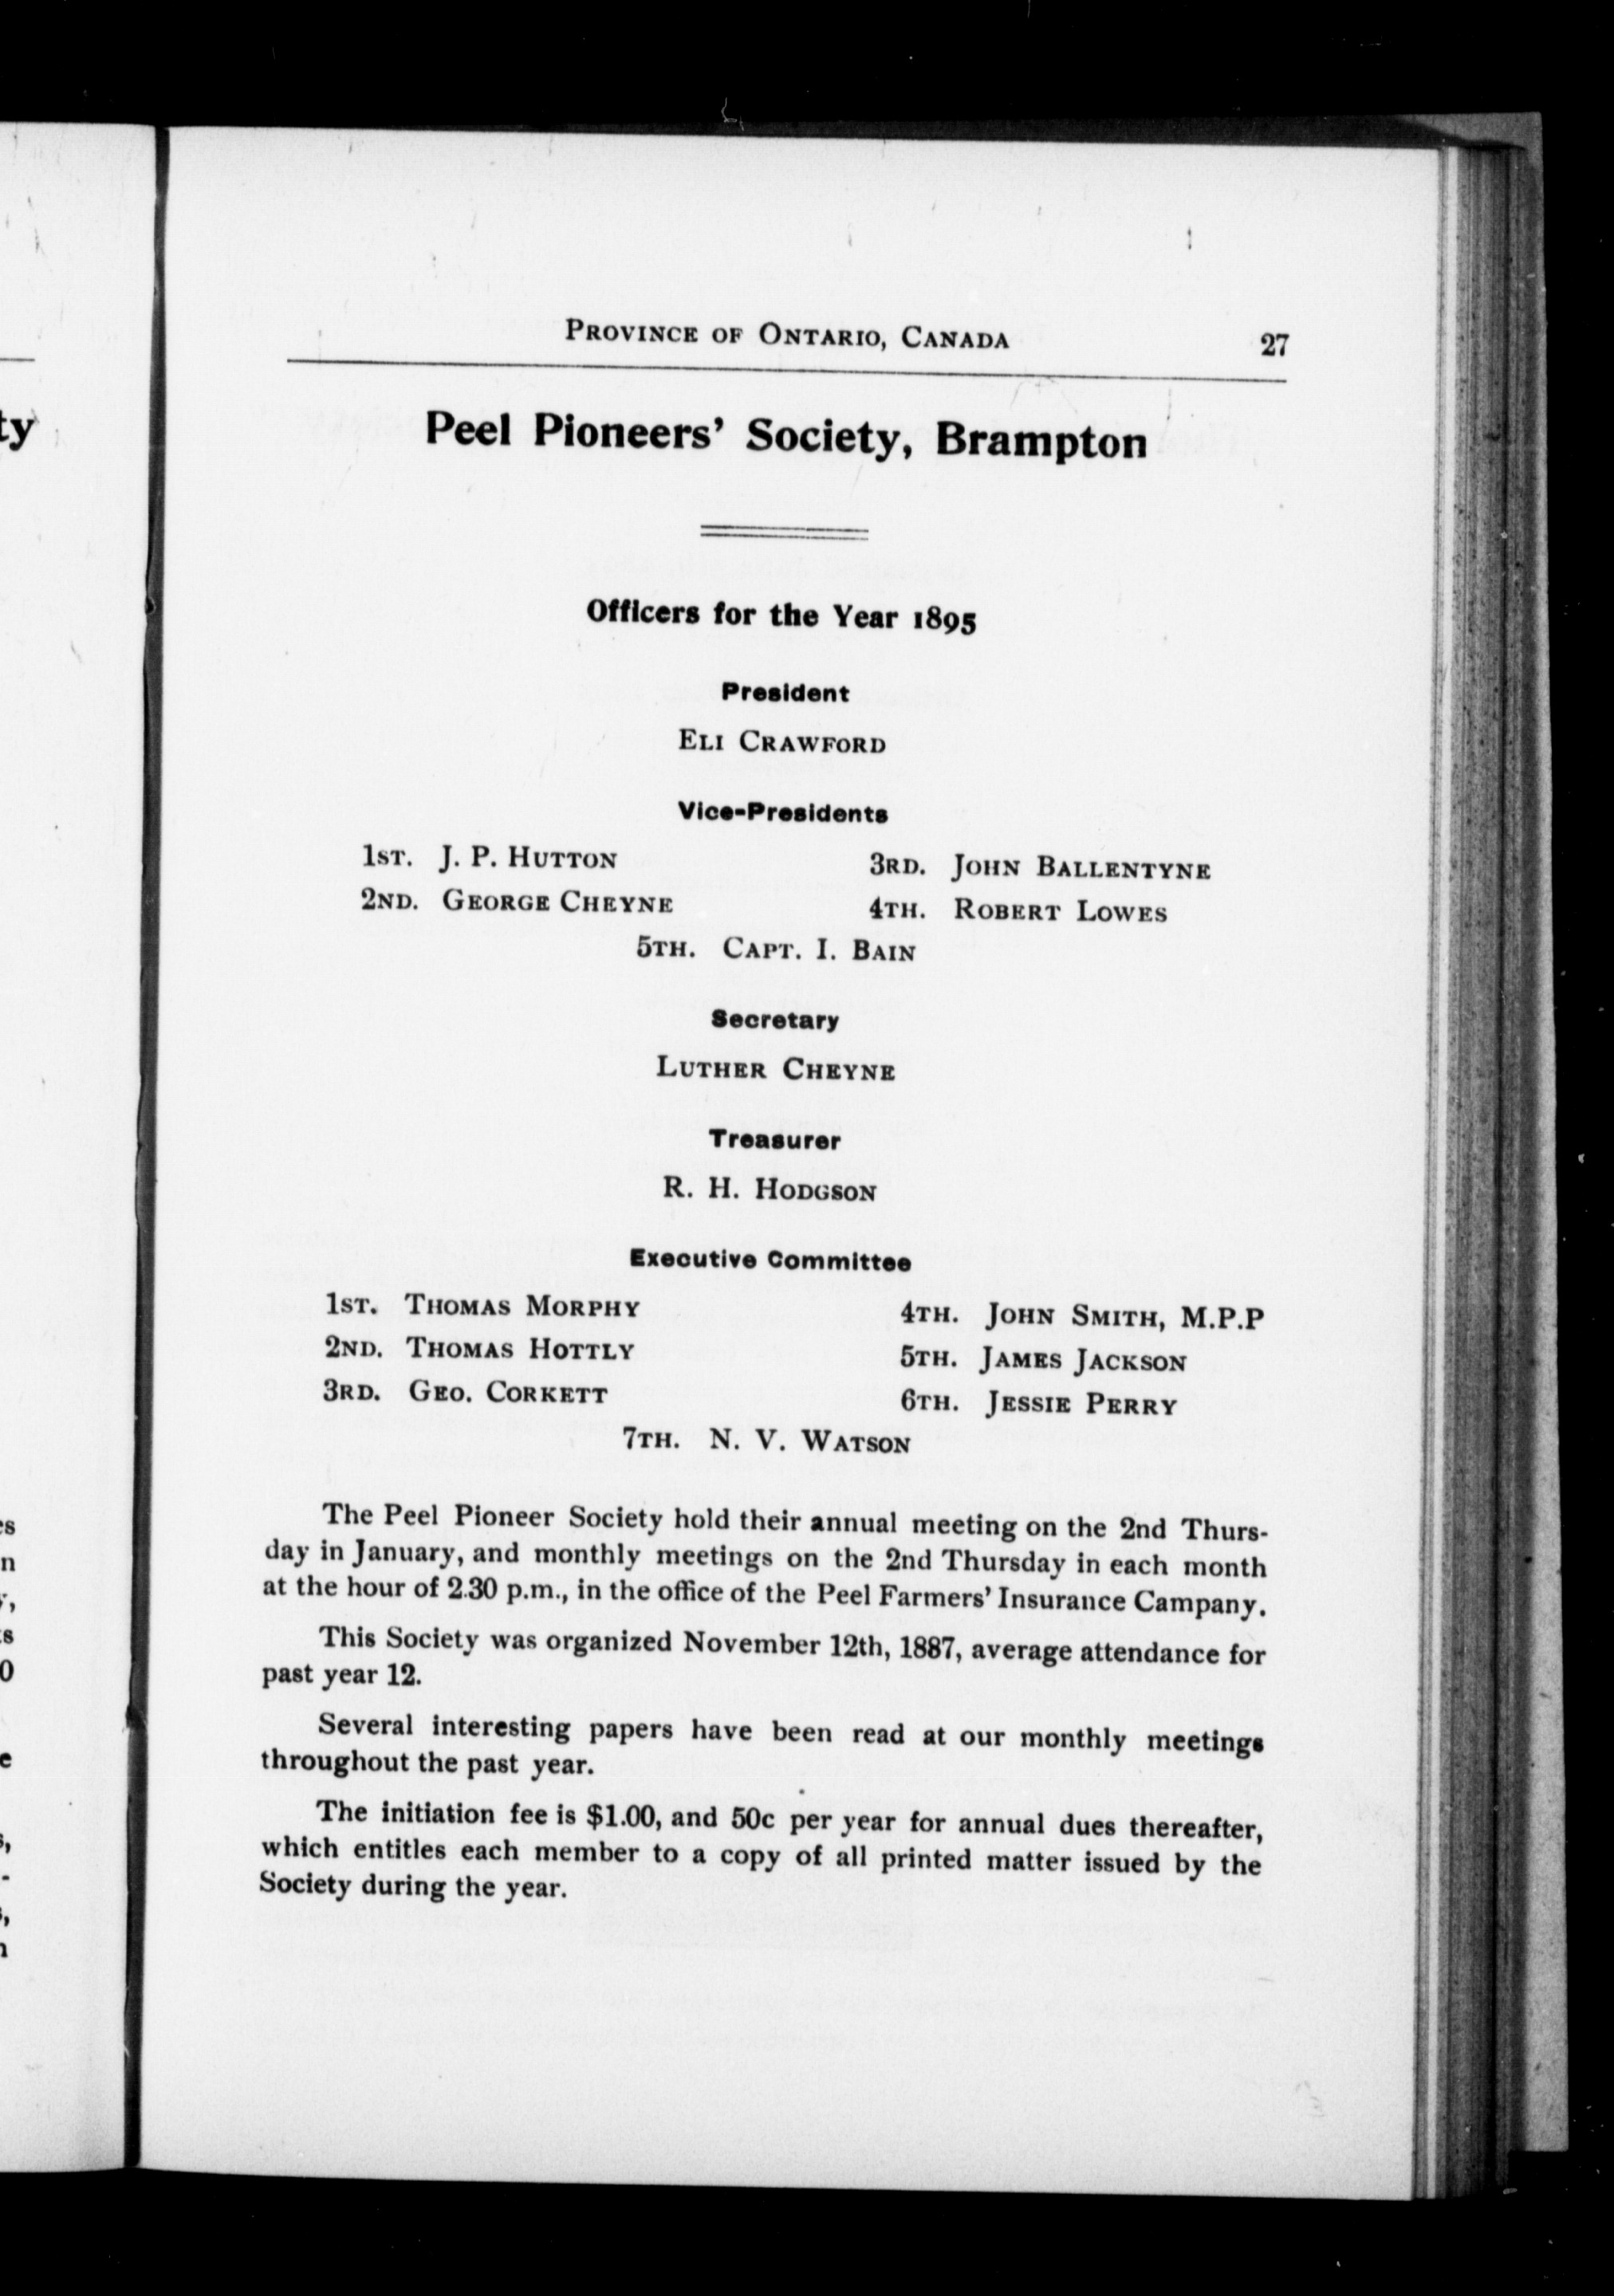 PROVINCE OF ONTARIO, CANADA 27
Peel Pioneers' Society, Brampton
Officers for the Year 1895
President
ELI CRAWFORD
Vice-Presidents
1ST. J. P. HUTTON 3RD. JOHN BALLENTYNE
2ND. GEORGE CHEYNE 4TH. ROBERT LOWES
5TH. CAPT. I. BAIN
Secretary
LUTHER CHEYNE
Treasurer
R. H. HODGSON
Executive Committee
1ST. THOMAS MORPHY 4TH. JOHN SMITH, M.P.P
2ND. THOMAS HOTTLY 5TH. JAMES JACKSON
3RD. GEO. CORKETT 6TH. JESSIE PERRY
7TH. N. V. WATSON
The Peel Pioneer Society hold their annual meeting on the 2nd Thurs-
day in January, and monthly meetings on the 2nd Thursday in each month
at the hour of 2.30 p.m., in the office of the Peel Farmers' Insurance Campany.
This Society was organized November 12th, 1887, average attendance for
past year 12.
Several interesting papers have been read at our monthly meetings
throughout the past year.
The initiation fee is $1.00, and 50c per year for annual dues thereafter,
which entitles each member to a copy of all printed matter issued by the
Society during the year.